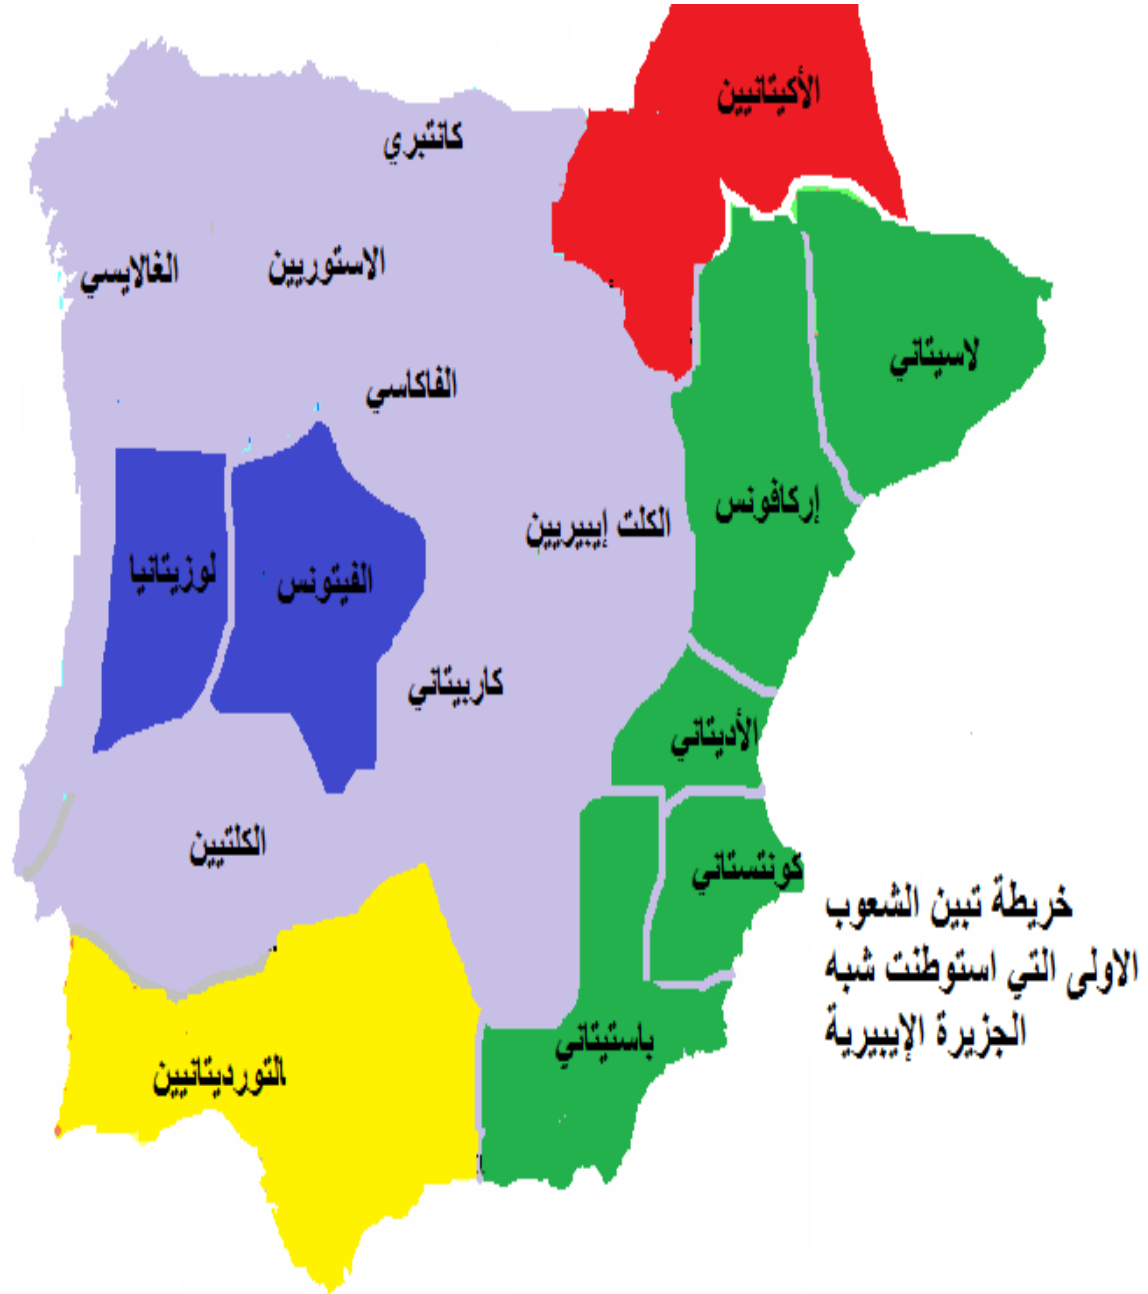 الأكيتانيين
كانتبري
الاستوريين
الغالايسي
لاسيتاني
الفاكاسي
إركافونس
الكلت إيبيريين
لوزيتانيا
الفيتونس
كاربيتاني
الأديتاني
الكلتيين
كونتستاني
خريطة تبين الشعوب
الاولى التي استوطنت شبه
الجزيرة الإيبيرية
باستيتاني
التورديتانيين